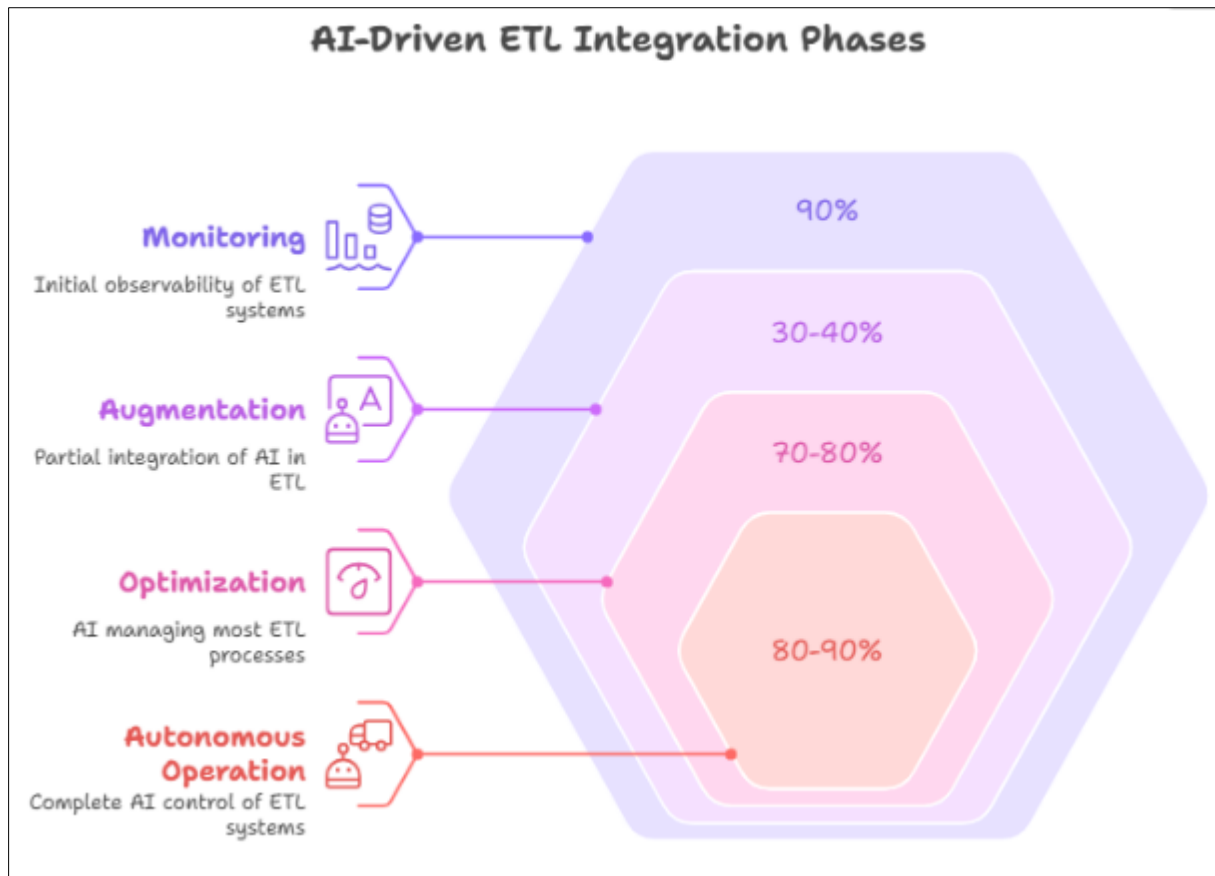 AI-Driven ETL Integration Phases
90%
Monitoring
Initial observability of ETL
systems
30-40%
Augmentation
Partial integration of AI in
ETL
70-80%
Optimization
AI managing most ETL
processes
80-90%
Autonomous
Operation
Complete AI control of ETL
systems